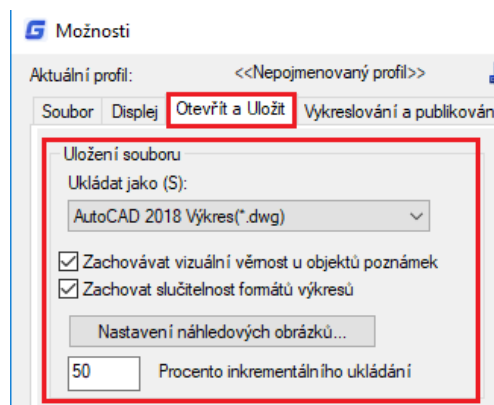 Možnosti
Aktuální profil: <<Nepojmenovaný profil>>
Soubor Displej Otevřít a Uložit Vykreslování a publikován
Uložení souboru
Ukládat jako (S):
AutoCAD 2018 Výkres(*.dwg)
Zachovávat vizuální věrnost u objektů poznámek
Zachovat slučitelnost formátů výkresů
Nastavení náhledových obrázků...
50 Procento inkrementálního ukládání